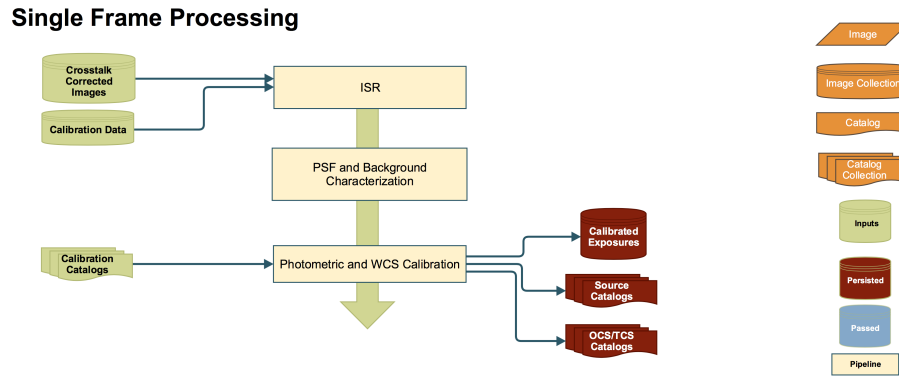 Single Frame Processing
Crosstalk
Corrected
Images
Calibration Data
ISR
PSF and Background
Characterization
Calibration
Catalogs
Photometric and WCS Calibration
Calibrated
Exposures
Source
Catalogs
OCS/TCS
Catalogs
Image
Image Collection
Catalog
Catalog
Collection
Inputs
Persisted
Passed
Pipeline